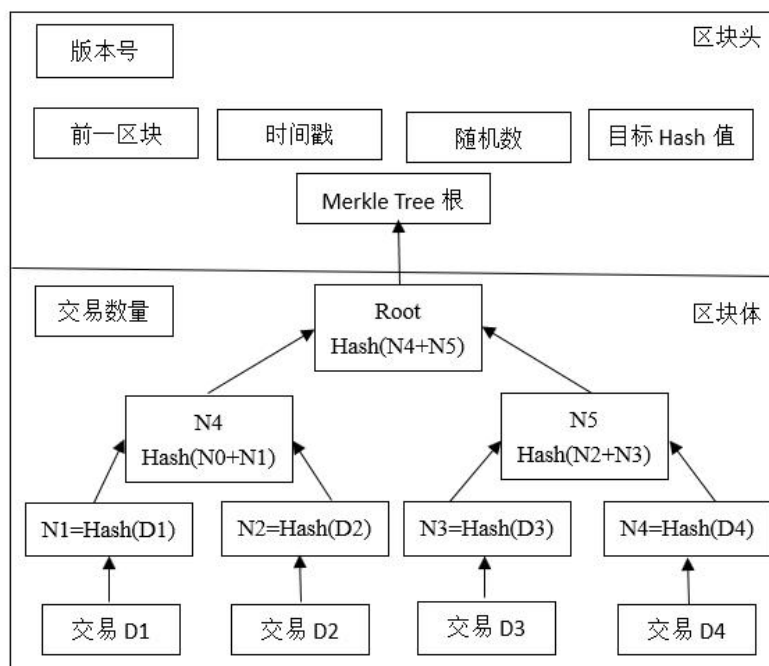 版本号
区块头
前一区块
时间戳
随机数
目标 Hash 值
Merkle Tree 根
交易数量
Root
Hash(N4+N5)
区块体
N4
Hash(N0+N1)
N5
Hash(N2+N3)
N1=Hash(D1)
N2=Hash(D2)
N3=Hash(D3)
N4=Hash(D4)
交易 D1
交易 D2
交易 D3
交易 D4